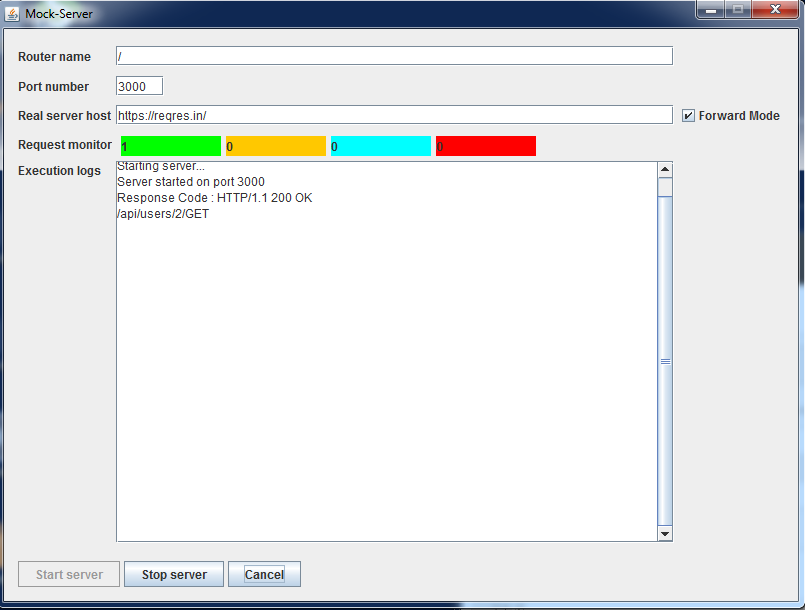 Mock-Server
Router name /
Port number 3000
Real server host https://reqres.in/ Forward Mode
Request monitor 1 0 0 0
Execution logs
Starting server...
Server started on port 3000
Response Code : HTTP/1.1 200 OK
/api/users/2/GET
Start server Stop server Cancel